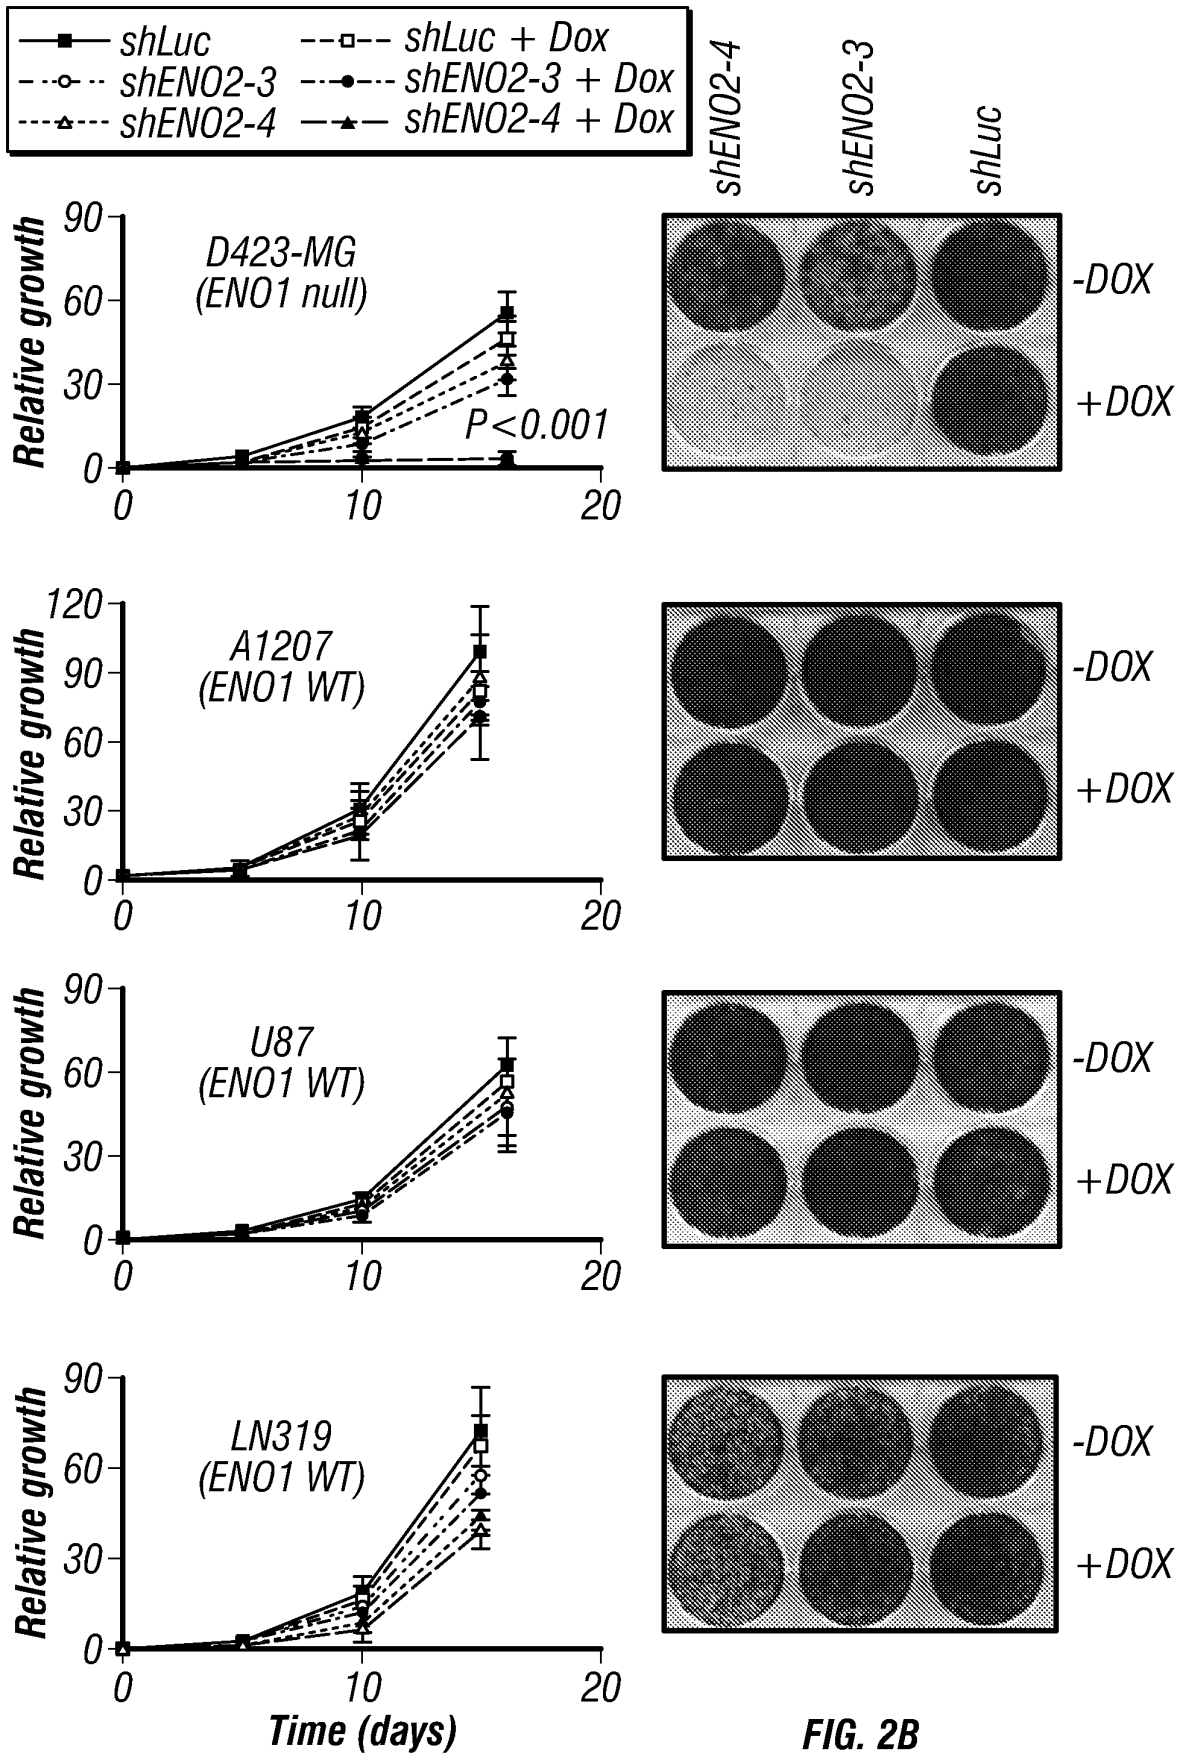 shLuc
shLuc + Dox
shENO2-3
shENO2-3 + Dox
shENO2-4
shENO2-4 + Dox
shENO2-4
shENO2-3
shLuc
Relative growth
90
60
30
0
D423-MG
(ENO1 null)
P<0.001
0
10
20
-DOX
+DOX
Relative growth
120
90
60
30
0
A1207
(ENO1 WT)
0
10
20
-DOX
+DOX
Relative growth
90
60
30
0
U87
(ENO1 WT)
0
10
20
-DOX
+DOX
Relative growth
90
60
30
0
LN319
(ENO1 WT)
0
10
20
-DOX
+DOX
Time (days)
FIG. 2B